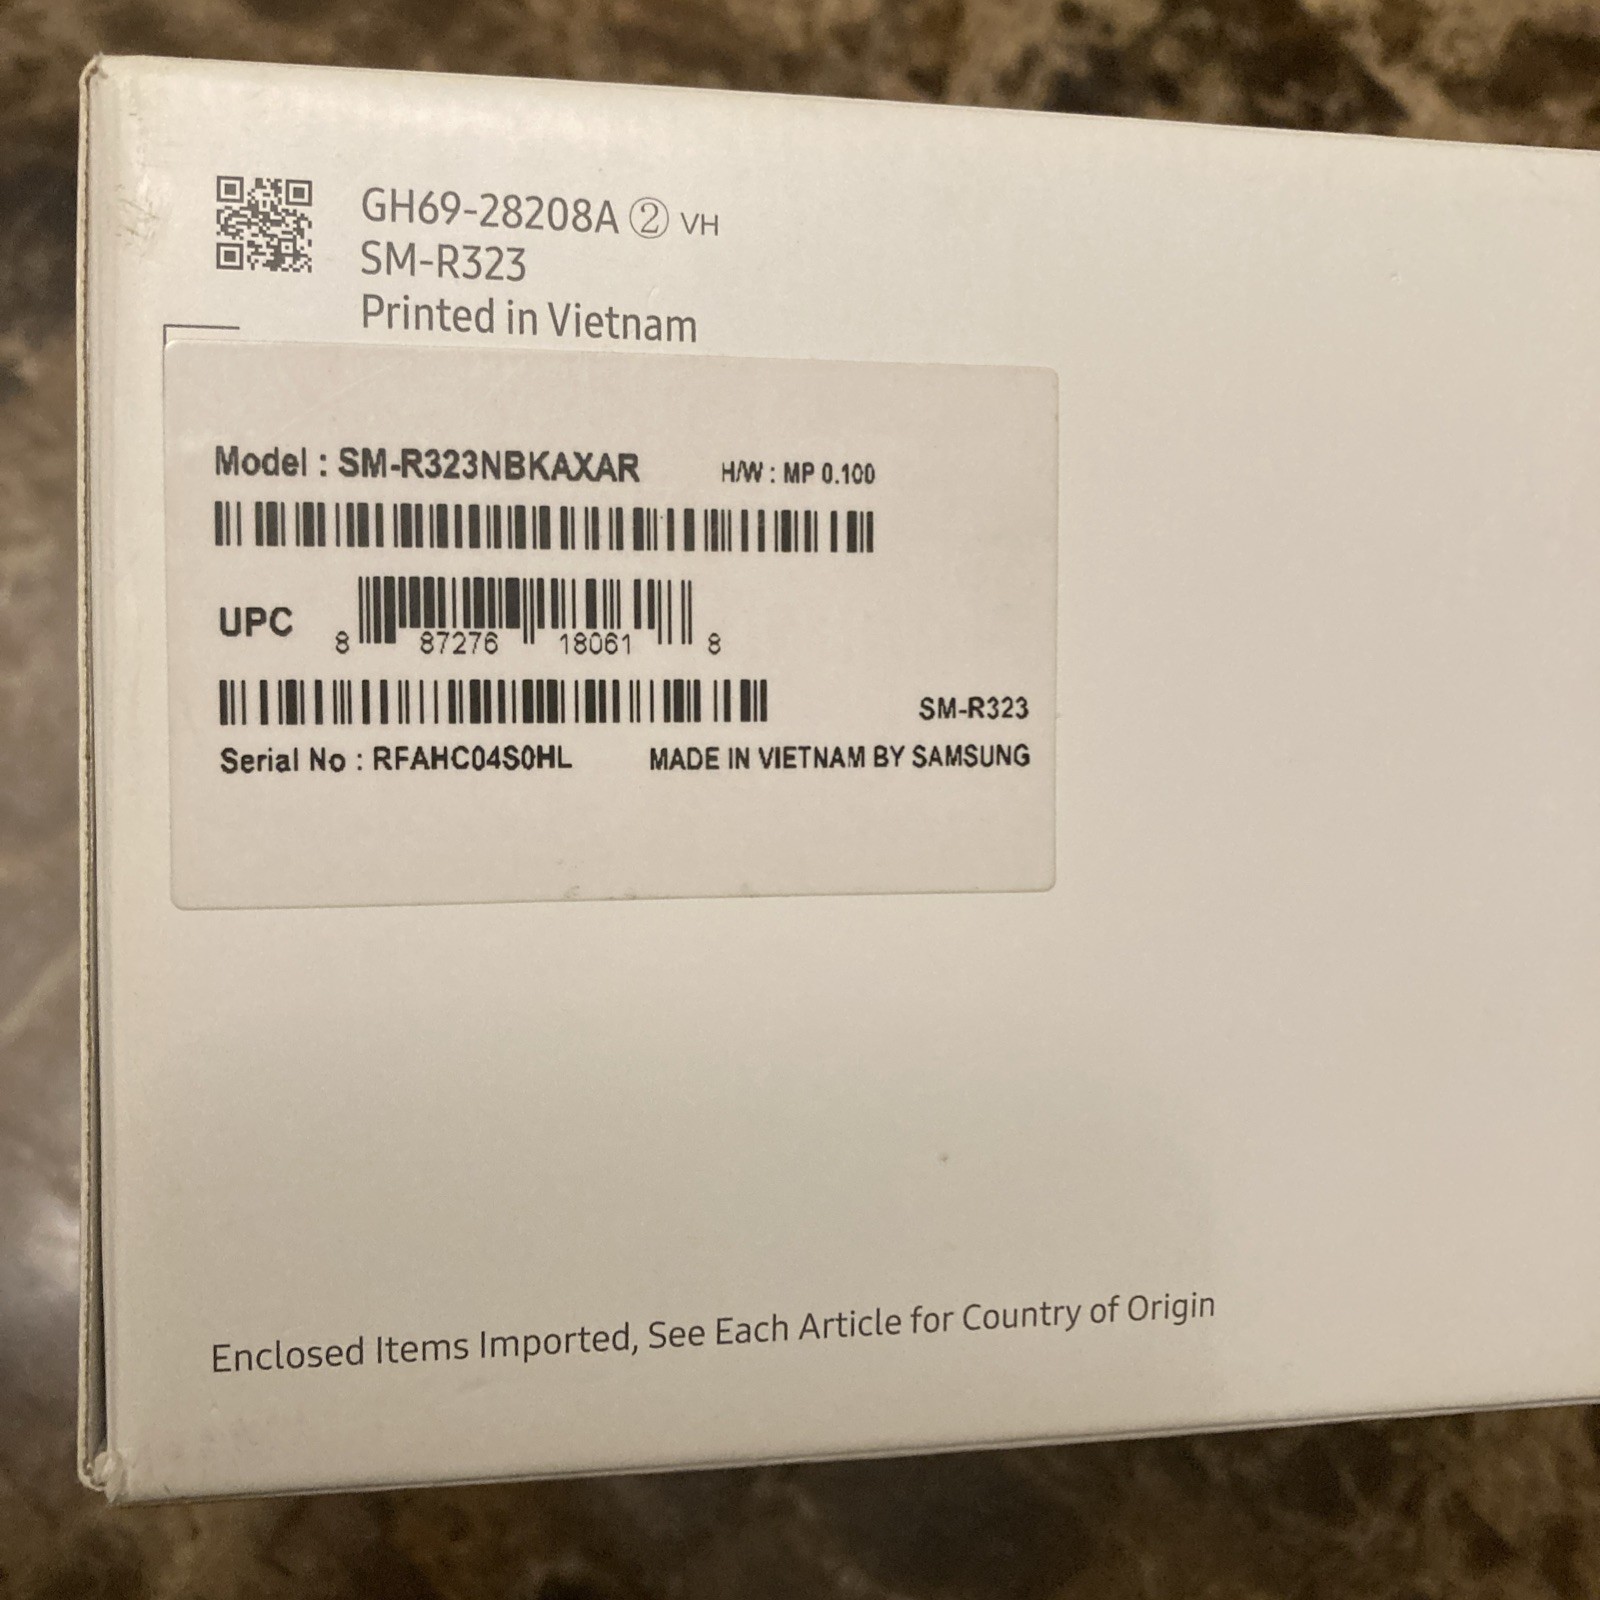 GH69-28208A ② VH
SM-R323
Printed in Vietnam
Model : SM-R323NBKAXAR H/W : MP 0.100
UPC 8 87276 18061 8
SM-R323
Serial No : RFAHC04S0HL MADE IN VIETNAM BY SAMSUNG
Enclosed Items Imported, See Each Article for Country of Origin